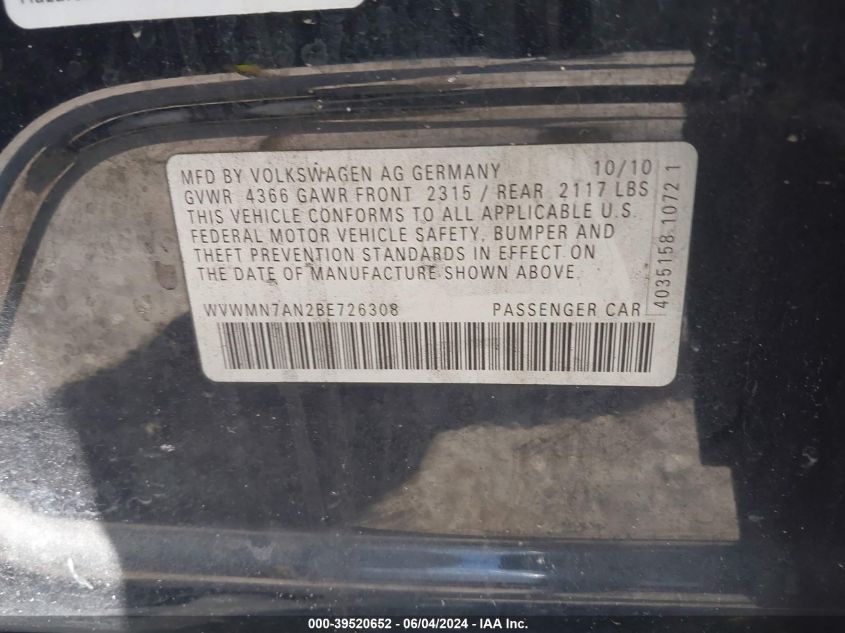 MFD BY VOLKSWAGEN AG GERMANY 10/10
GVWR 4366 GAWR FRONT 2315 / REAR 2117 LBS
THIS VEHICLE CONFORMS TO ALL APPLICABLE U.S.
FEDERAL MOTOR VEHICLE SAFETY, BUMPER AND
THEFT PREVENTION STANDARDS IN EFFECT ON
THE DATE OF MANUFACTURE SHOWN ABOVE.
WVWMN7AN2BE726308 PASSENGER CAR
4035158.1072 1
000-39520652 - 06/04/2024 - IAA Inc.